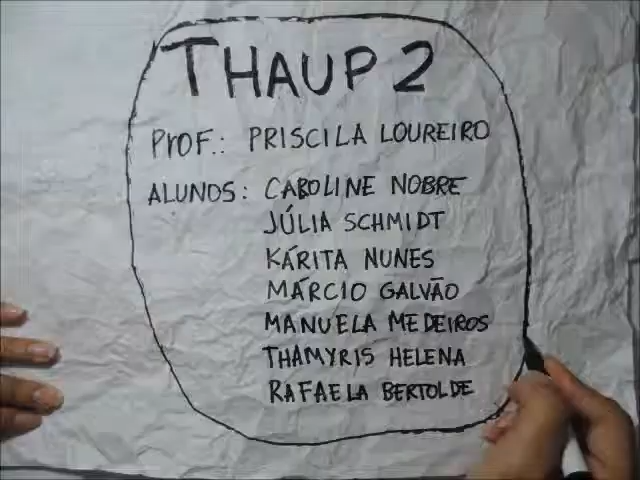 THAUP 2
PROF.: PRISCILA LOUREIRO
ALUNOS: CAROLINE NOBRE
JÚLIA SCHMIDT
KÁRITA NUNES
MÁRCIO GALVÃO
MANUELA MEDEIROS
THAMYRIS HELENA
RAFAELA BERTOLDE